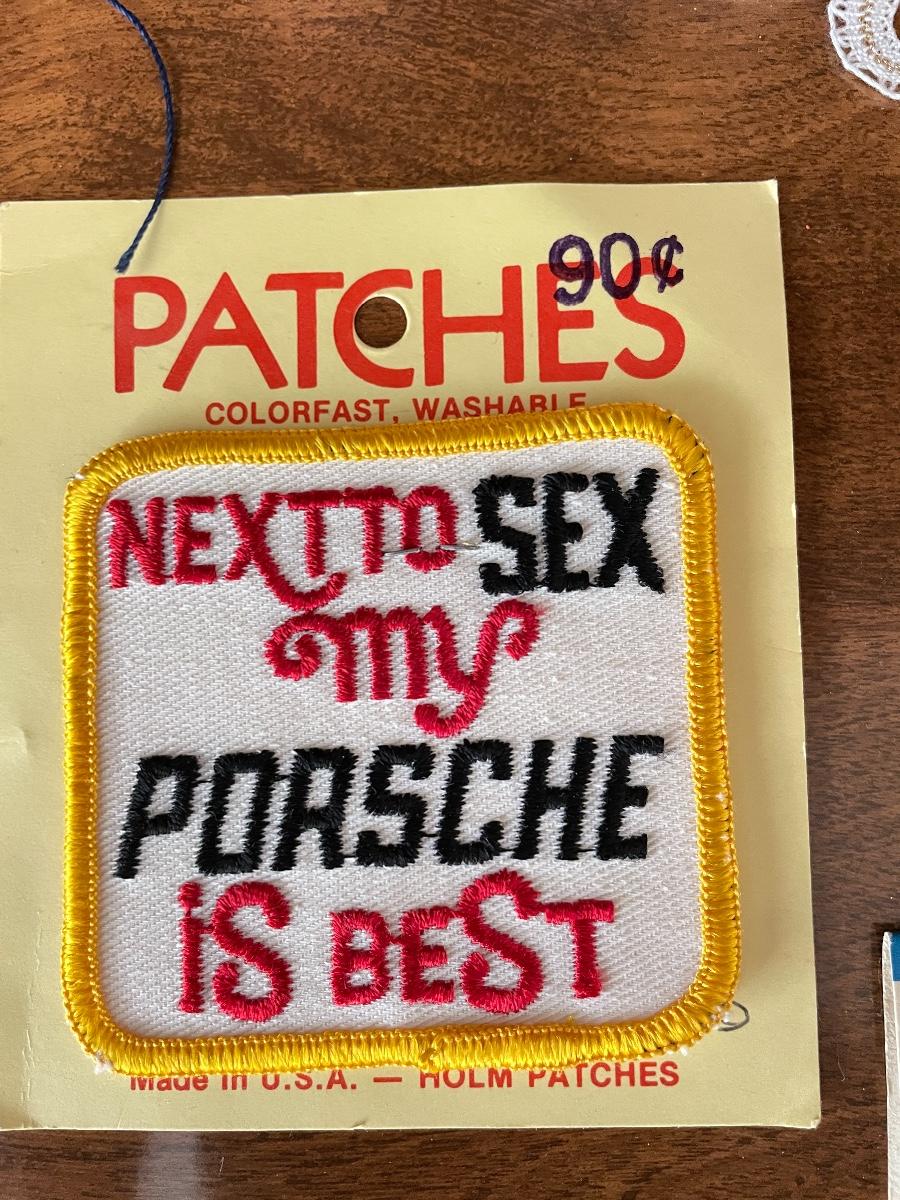 90¢
PATCHES
COLORFAST, WASHABLE
NEXT TO SEX
my
PORSCHE
iS BEST
Made in U.S.A. — HOLM PATCHES